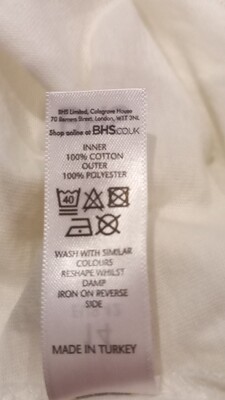 BHS Limited, Colegrave House
70 Berners Street, London, W1T 3NL
Shop online at BHS.CO.UK
INNER
100% COTTON
OUTER
100% POLYESTER
40
WASH WITH SIMILAR
COLOURS
RESHAPE WHILST
DAMP
IRON ON REVERSE
SIDE
MADE IN TURKEY